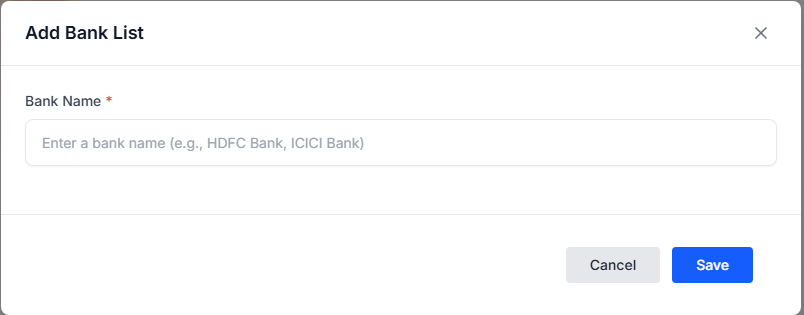 Add Bank List
Bank Name *
Enter a bank name (e.g., HDFC Bank, ICICI Bank)
Cancel
Save